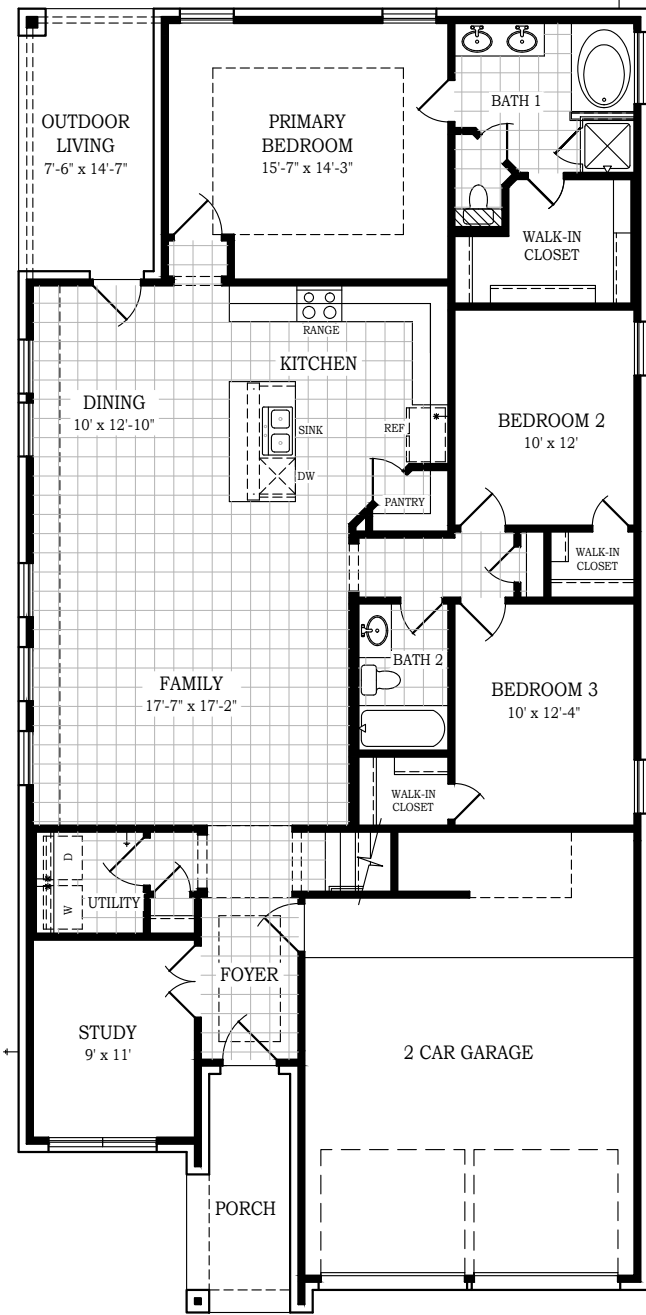 OUTDOOR
LIVING
7'-6" x 14'-7"
PRIMARY
BEDROOM
15'-7" x 14'-3"
BATH 1
WALK-IN
CLOSET
RANGE
KITCHEN
DINING
10' x 12'-10"
SINK
REF
DW
PANTRY
BEDROOM 2
10' x 12'
WALK-IN
CLOSET
BATH 2
FAMILY
17'-7" x 17'-2"
BEDROOM 3
10' x 12'-4"
WALK-IN
CLOSET
D
W
UTILITY
FOYER
STUDY
9' x 11'
2 CAR GARAGE
PORCH